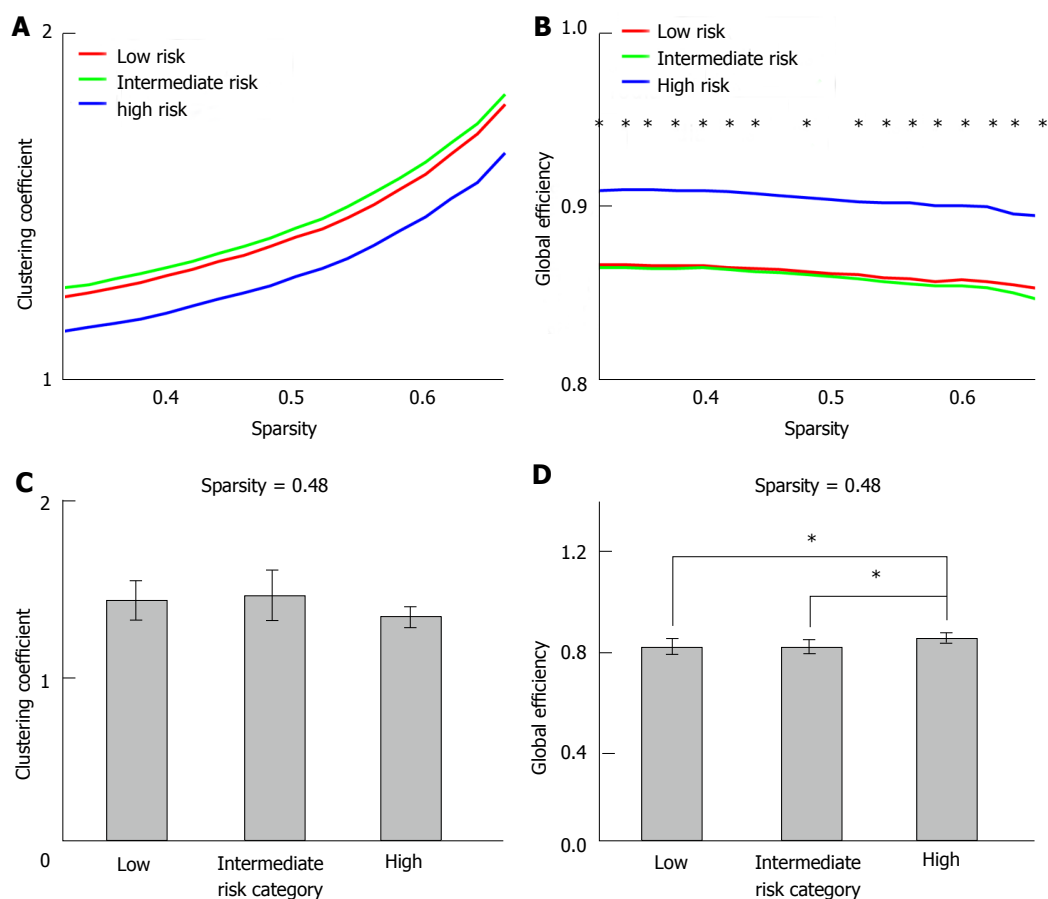 A
2
Low risk
Intermediate risk
high risk
Clustering coefficient
1
0.4 0.5 0.6
Sparsity
B
1.0
Low risk
Intermediate risk
High risk
* * * * * * * * * * * * * * * *
Global efficiency
0.9
0.8
0.4 0.5 0.6
Sparsity
C
Sparsity = 0.48
2
Clustering coefficient
1
0
Low Intermediate High
risk category
D
Sparsity = 0.48
1.2
*
*
Global efficiency
0.8
0.4
0.0
Low Intermediate High
risk category